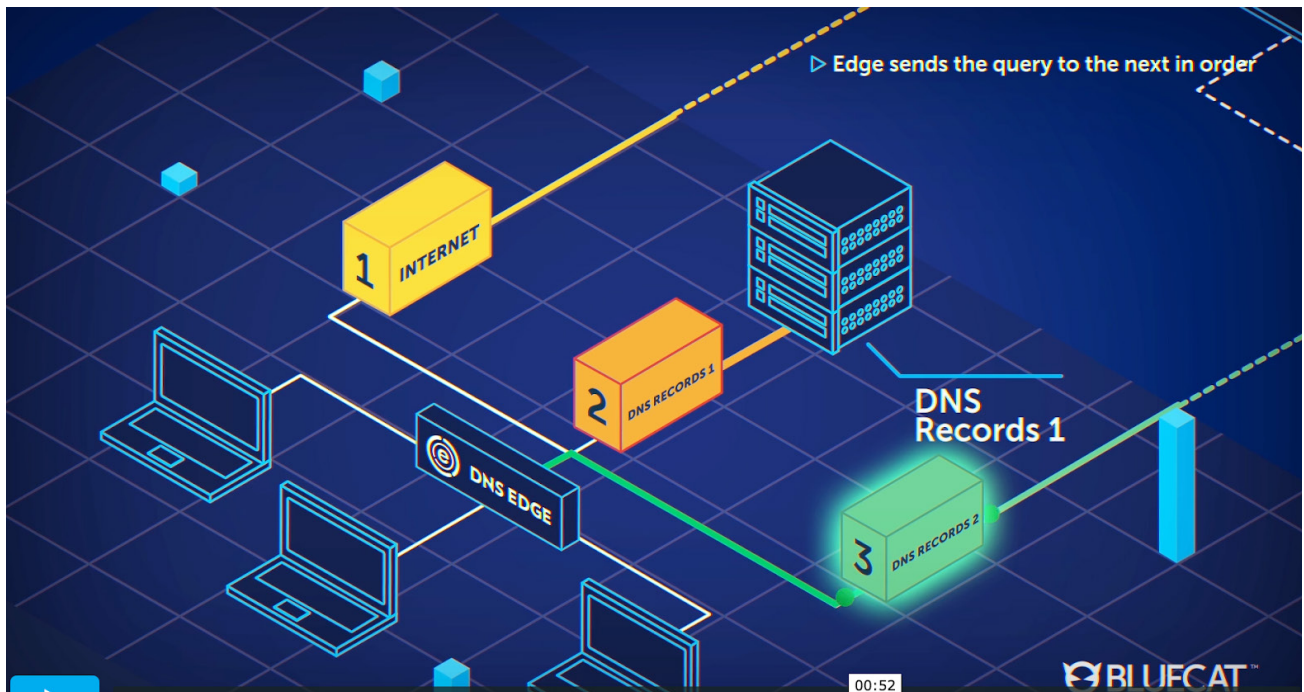 ▷ Edge sends the query to the next in order
1 INTERNET
2 DNS RECORDS 1
DNS
Records 1
e DNS EDGE
3 DNS RECORDS 2
BLUECAT™
00:52